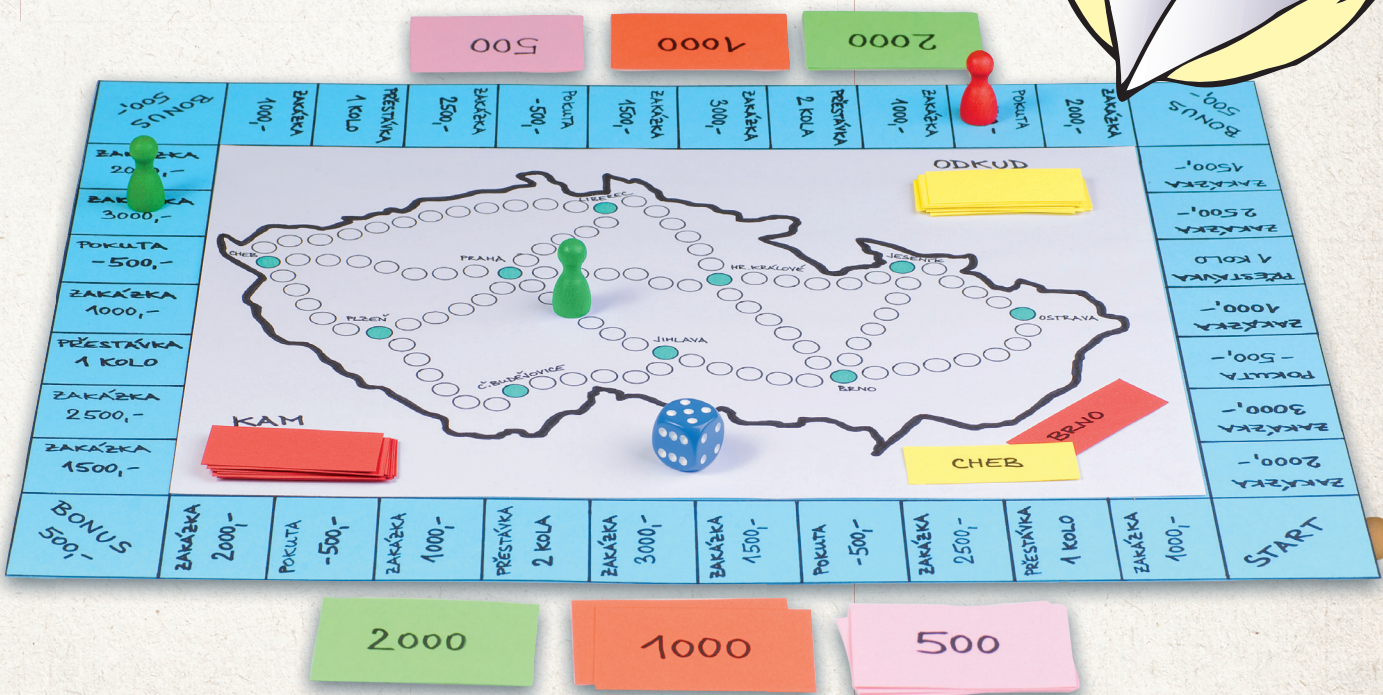 500
1000
2000
BONUS
500,-
ZAKÁZKA
1000,-
PŘESTÁVKA
1 KOLO
ZAKÁZKA
2500,-
POKUTA
-500,-
ZAKÁZKA
1500,-
ZAKÁZKA
3000,-
PŘESTÁVKA
2 KOLA
ZAKÁZKA
1000,-
POKUTA
ZAKÁZKA
2000,-
BONUS
500,-
ZAKÁZKA
3000,-
POKUTA
-500,-
ZAKÁZKA
1000,-
PŘESTÁVKA
1 KOLO
ZAKÁZKA
2500,-
ZAKÁZKA
1500,-
ODKUD
LIBEREC
CHEB
PRAHA
HR. KRÁLOVÉ
JESENÍK
PLZEŇ
OSTRAVA
JIHLAVA
Č. BUDĚJOVICE
BRNO
KAM
BRNO
CHEB
ZAKÁZKA
1500,-
ZAKÁZKA
2500,-
PŘESTÁVKA
1 KOLO
ZAKÁZKA
1000,-
POKUTA
-500,-
ZAKÁZKA
3000,-
ZAKÁZKA
2000,-
BONUS
500,-
ZAKÁZKA
2000,-
POKUTA
-500,-
ZAKÁZKA
1000,-
PŘESTÁVKA
2 KOLA
ZAKÁZKA
3000,-
ZAKÁZKA
1500,-
POKUTA
-500,-
ZAKÁZKA
2500,-
PŘESTÁVKA
1 KOLO
ZAKÁZKA
1000,-
START
2000
1000
500